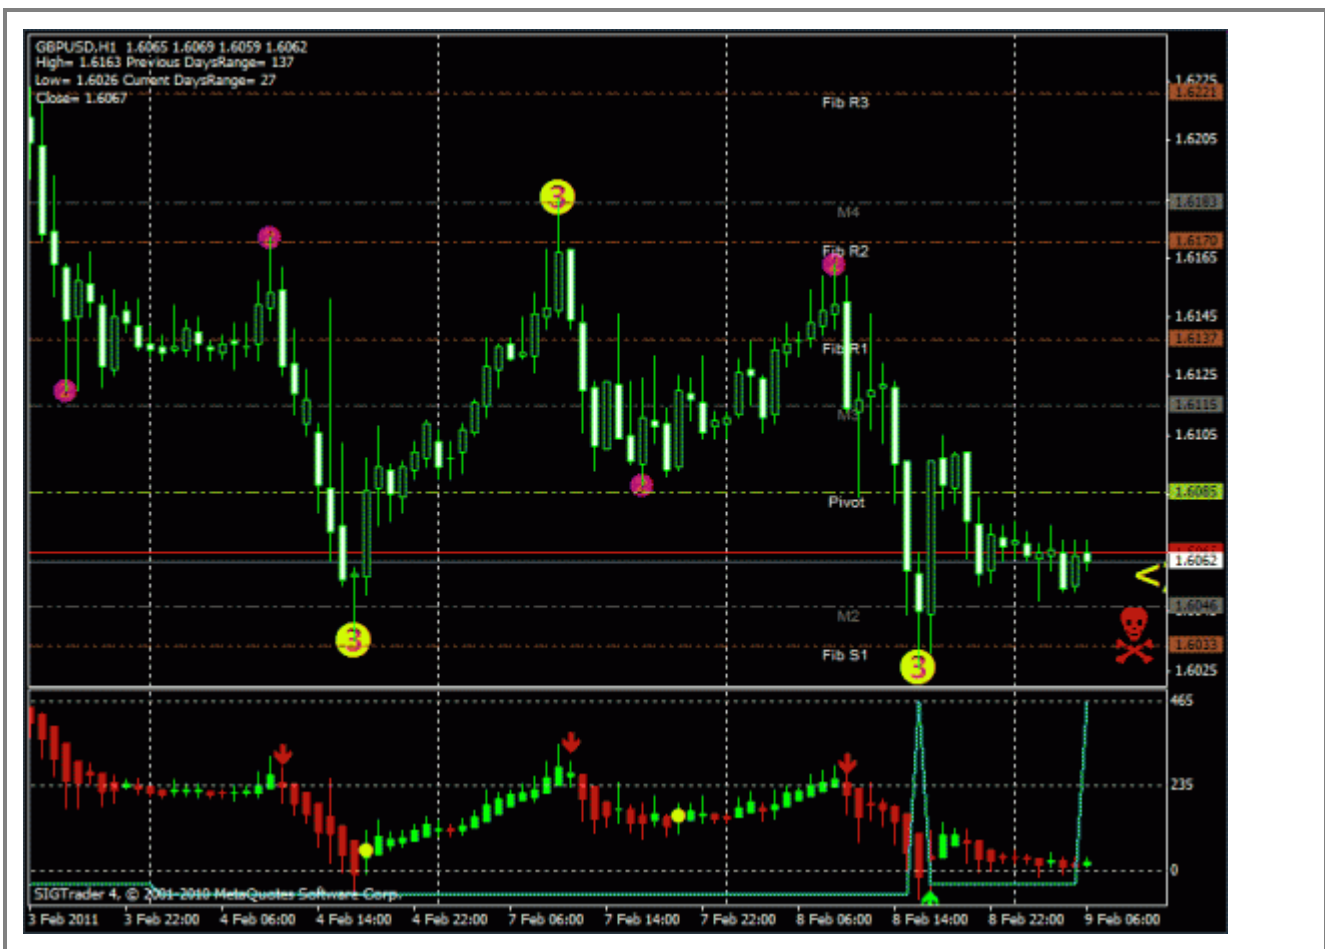 GBPUSD,H1 1.6065 1.6069 1.6059 1.6062
High= 1.6163 Previous DaysRange= 137
Low= 1.6026 Current DaysRange= 27
Close= 1.6067
1.6225
1.6221
Fib R3
1.6205
3
1.6183
M4
1.6170
Fib R2
1.6165
2
2
1.6145
1.6137
Fib R1
1.6125
2
1.6115
M3
1.6105
2
1.6085
Pivot
1.6062
<
1.6046
M2
3
1.6033
Fib S1
3
1.6025
465
235
0
SIGTrader 4, © 2001-2010 MetaQuotes Software Corp.
3 Feb 2011 3 Feb 22:00 4 Feb 06:00 4 Feb 14:00 4 Feb 22:00 7 Feb 06:00 7 Feb 14:00 7 Feb 22:00 8 Feb 06:00 8 Feb 14:00 8 Feb 22:00 9 Feb 06:00